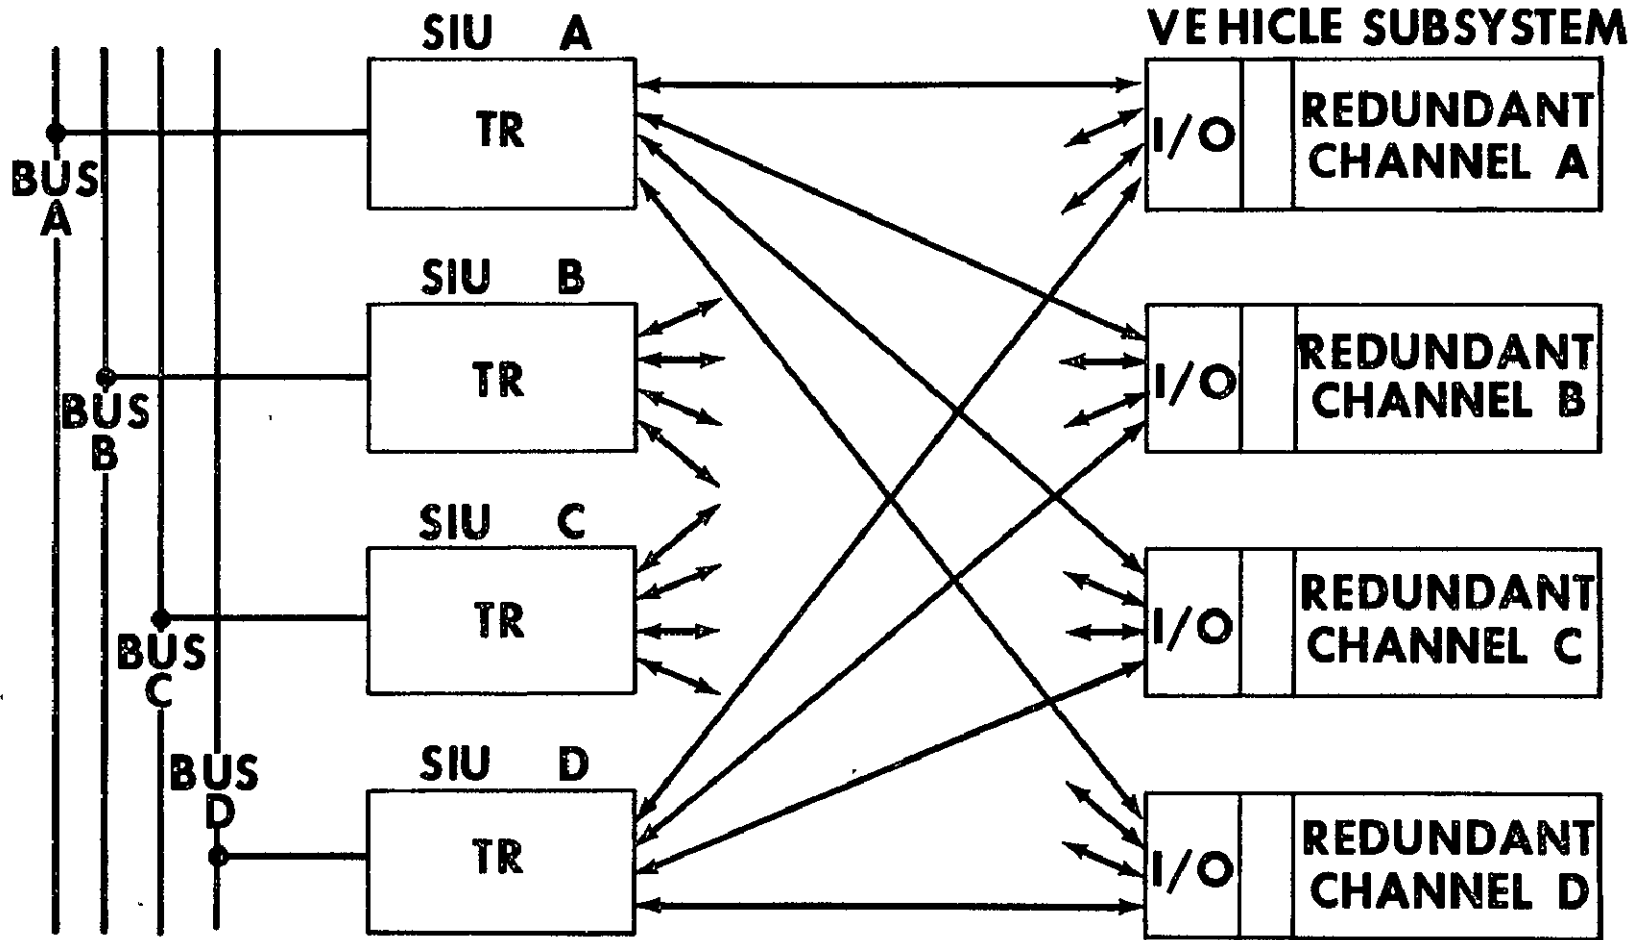 SIU A
VEHICLE SUBSYSTEM
TR
I/O
REDUNDANT
CHANNEL A
BUS
A
SIU B
TR
I/O
REDUNDANT
CHANNEL B
BUS
B
SIU C
TR
I/O
REDUNDANT
CHANNEL C
BUS
C
SIU D
TR
I/O
REDUNDANT
CHANNEL D
BUS
D